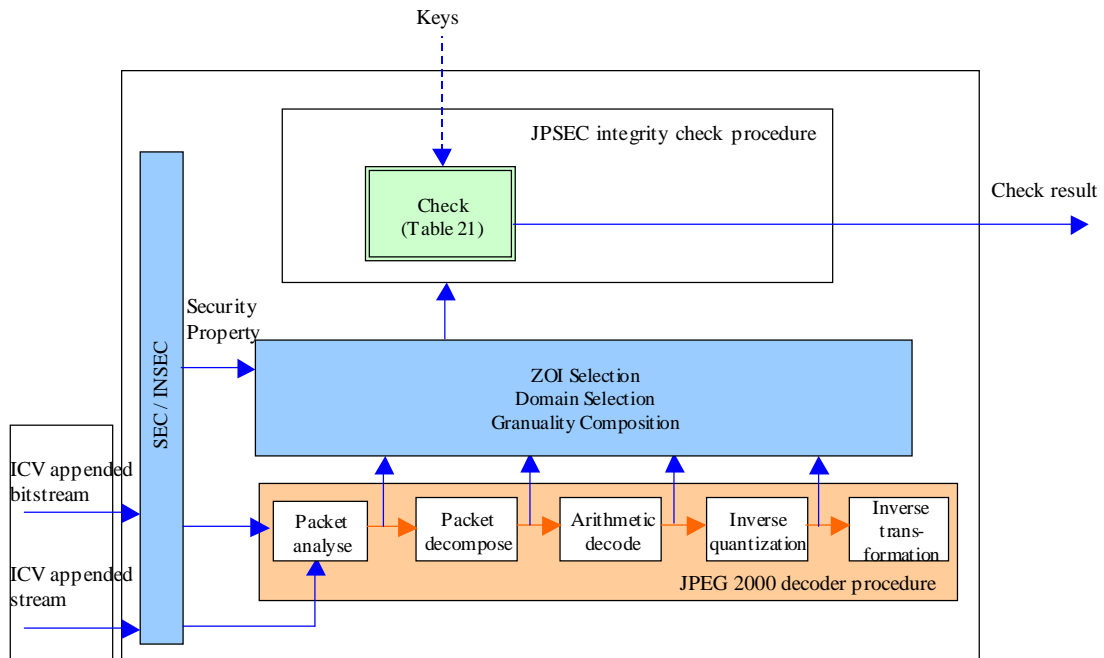 Keys
JPSEC integrity check procedure
Check
(Table 21)
Check result
Security
Property
SEC / INSEC
ZOI Selection
Domain Selection
Granuality Composition
ICV appended
bitstream
ICV appended
stream
Packet
analyse
Packet
decompose
Arithmetic
decode
Inverse
quantization
Inverse
trans-
formation
JPEG 2000 decoder procedure